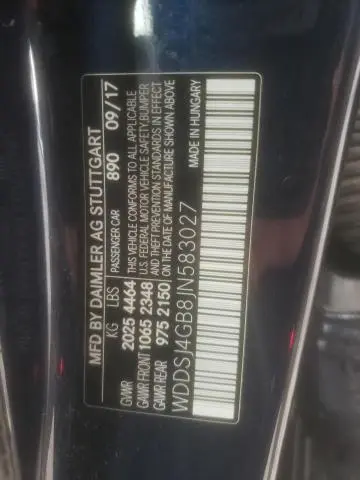 MFD BY DAIMLER AG STUTTGART
KG LBS PASSENGER CAR 890 09/17
GVWR 2025 4464 THIS VEHICLE CONFORMS TO ALL APPLICABLE
GAWR FRONT 1065 2348 U.S. FEDERAL MOTOR VEHICLE SAFETY, BUMPER
GAWR REAR 975 2150 AND THEFT PREVENTION STANDARDS IN EFFECT
ON THE DATE OF MANUFACTURE SHOWN ABOVE
WDDSJ4GB8JN583027 MADE IN HUNGARY